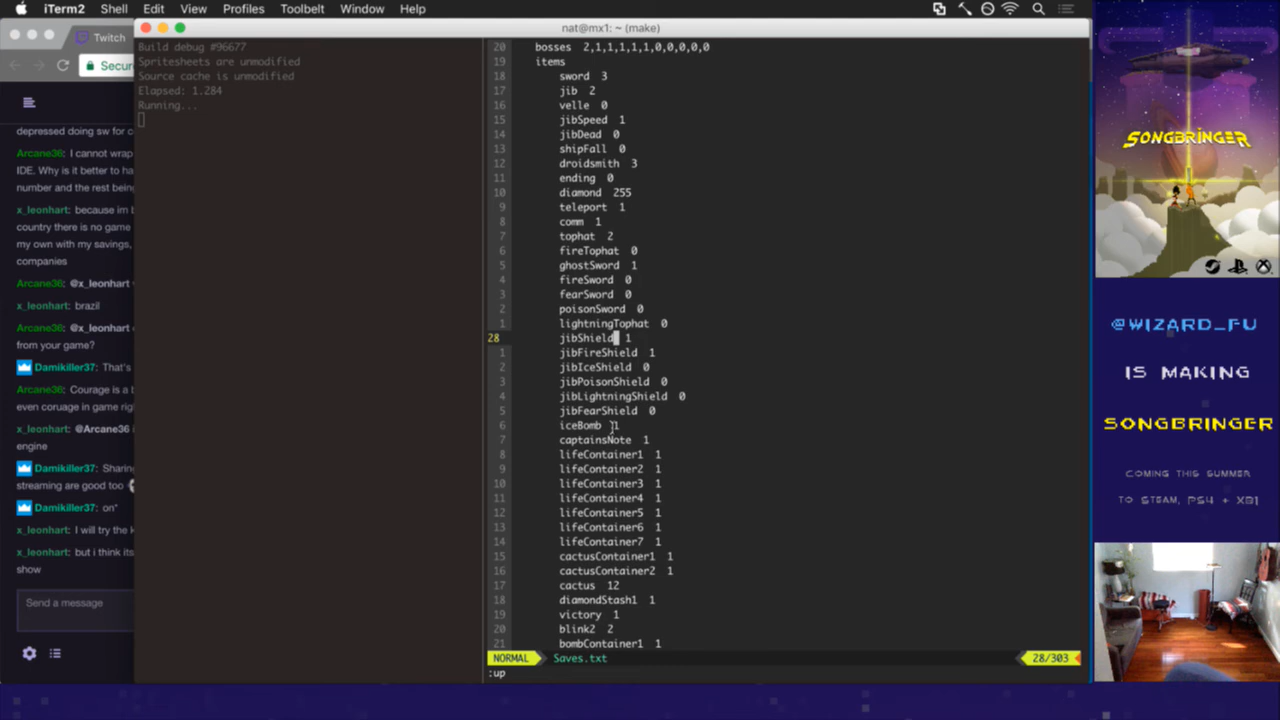 iTerm2 Shell Edit View Profiles Toolbelt Window Help
Twitch
nat@mx1: ~ (make)
Secur
depressed doing sw for c
Arcane36: I cannot wrap
IDE. Why is it better to ha
number and the rest being
x_leonhart: because im b
country there is no game
my own with my savings,
companies
Arcane36: @x_leonhart
x_leonhart: brazil
Arcane36: @x_leonhart
from your game?
Damikiller37: That's
Arcane36: Courage is a t
even coruage in game righ
x_leonhart: @Arcane36 i
engine
Damikiller37: Sharing
streaming are good too
Damikiller37: on*
x_leonhart: I will try the k
x_leonhart: but i think its
show
Send a message
Build debug #96677
Spritesheets are unmodified
Source cache is unmodified
Elapsed: 1.284
Running...
20 bosses 2,1,1,1,1,1,0,0,0,0,0
19 items
18 sword 3
17 jib 2
16 velle 0
15 jibSpeed 1
14 jibDead 0
13 shipFall 0
12 droidsmith 3
11 ending 0
10 diamond 255
9 teleport 1
8 comm 1
7 tophat 2
6 fireTophat 0
5 ghostSword 1
4 fireSword 0
3 fearSword 0
2 poisonSword 0
1 lightningTophat 0
28 jibShield 1
1 jibFireShield 1
2 jibIceShield 0
3 jibPoisonShield 0
4 jibLightningShield 0
5 jibFearShield 0
6 iceBomb 1
7 captainsNote 1
8 lifeContainer1 1
9 lifeContainer2 1
10 lifeContainer3 1
11 lifeContainer4 1
12 lifeContainer5 1
13 lifeContainer6 1
14 lifeContainer7 1
15 cactusContainer1 1
16 cactusContainer2 1
17 cactus 12
18 diamondStash1 1
19 victory 1
20 blink2 2
21 bombContainer1 1
NORMAL Saves.txt 28/303
:up
SONGBRINGER
@WIZARD_FU
IS MAKING
SONGBRINGER
COMING THIS SUMMER
TO STEAM, PS4 + XB1